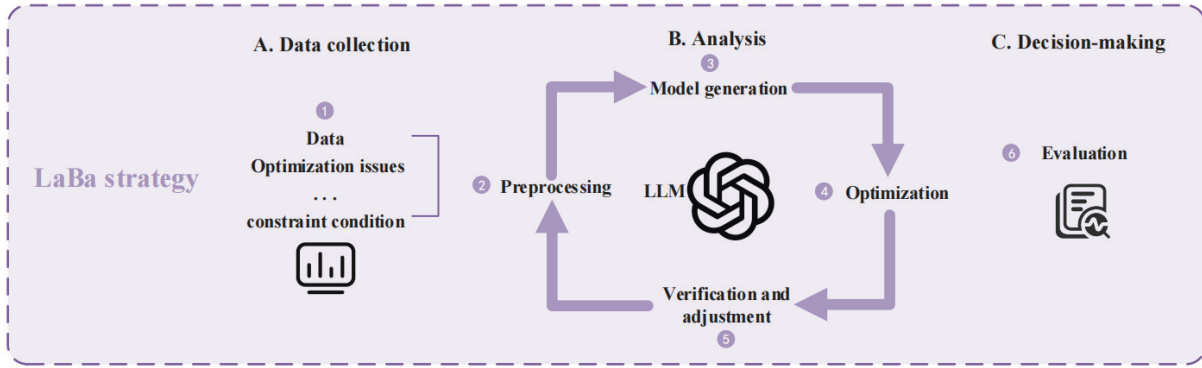 A. Data collection
B. Analysis
C. Decision-making
LaBa strategy
1
Data
Optimization issues
...
constraint condition
2 Preprocessing
3
Model generation
LLM
4 Optimization
Verification and
adjustment
5
6 Evaluation